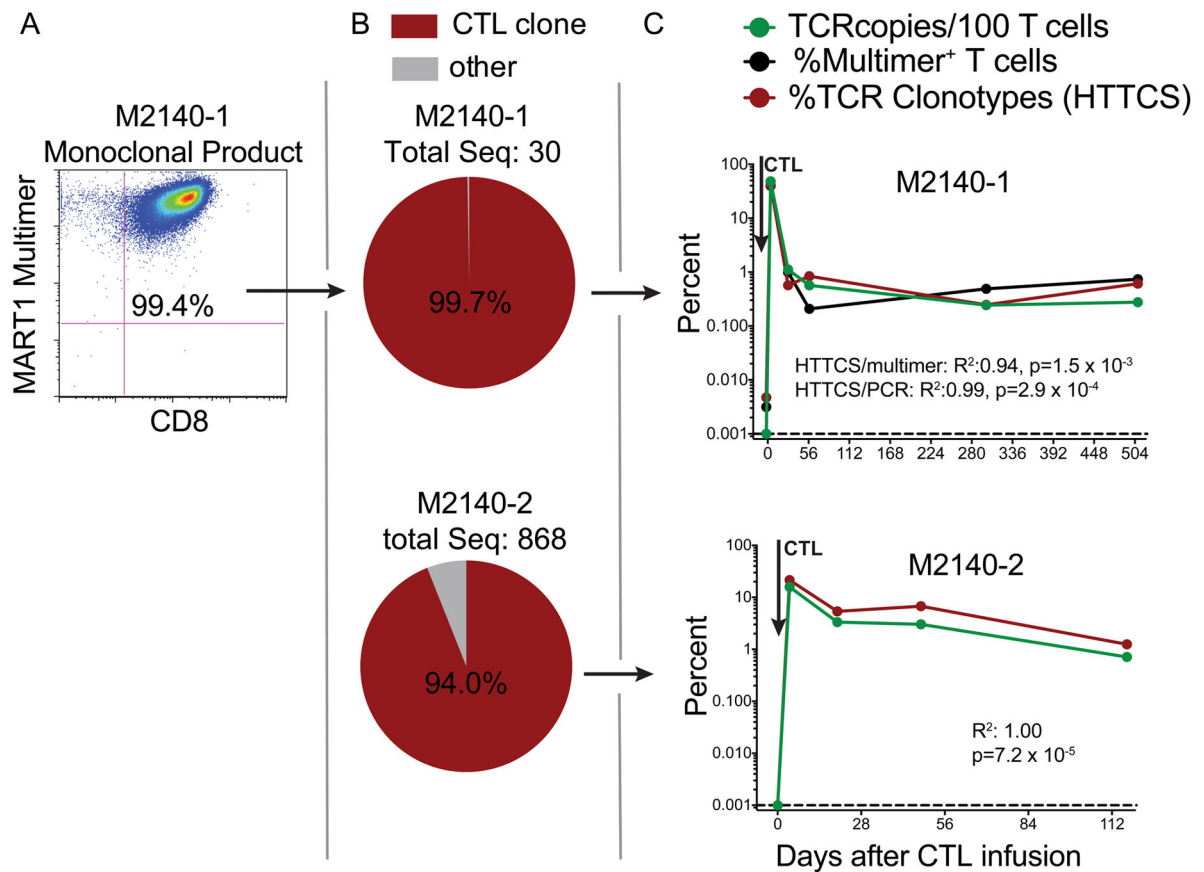 A
M2140-1
Monoclonal Product
MART1 Multimer
99.4%
CD8
B
CTL clone
other
M2140-1
Total Seq: 30
99.7%
M2140-2
total Seq: 868
94.0%
C
TCRcopies/100 T cells
%Multimer⁺ T cells
%TCR Clonotypes (HTTCS)
CTL
M2140-1
Percent
100
10
1
0.100
0.010
0.001
HTTCS/multimer: R²:0.94, p=1.5 x 10⁻³
HTTCS/PCR: R²:0.99, p=2.9 x 10⁻⁴
0 56 112 168 224 280 336 392 448 504
CTL
M2140-2
Percent
100
10
1
0.100
0.010
0.001
R²: 1.00
p=7.2 x 10⁻⁵
0 28 56 84 112
Days after CTL infusion